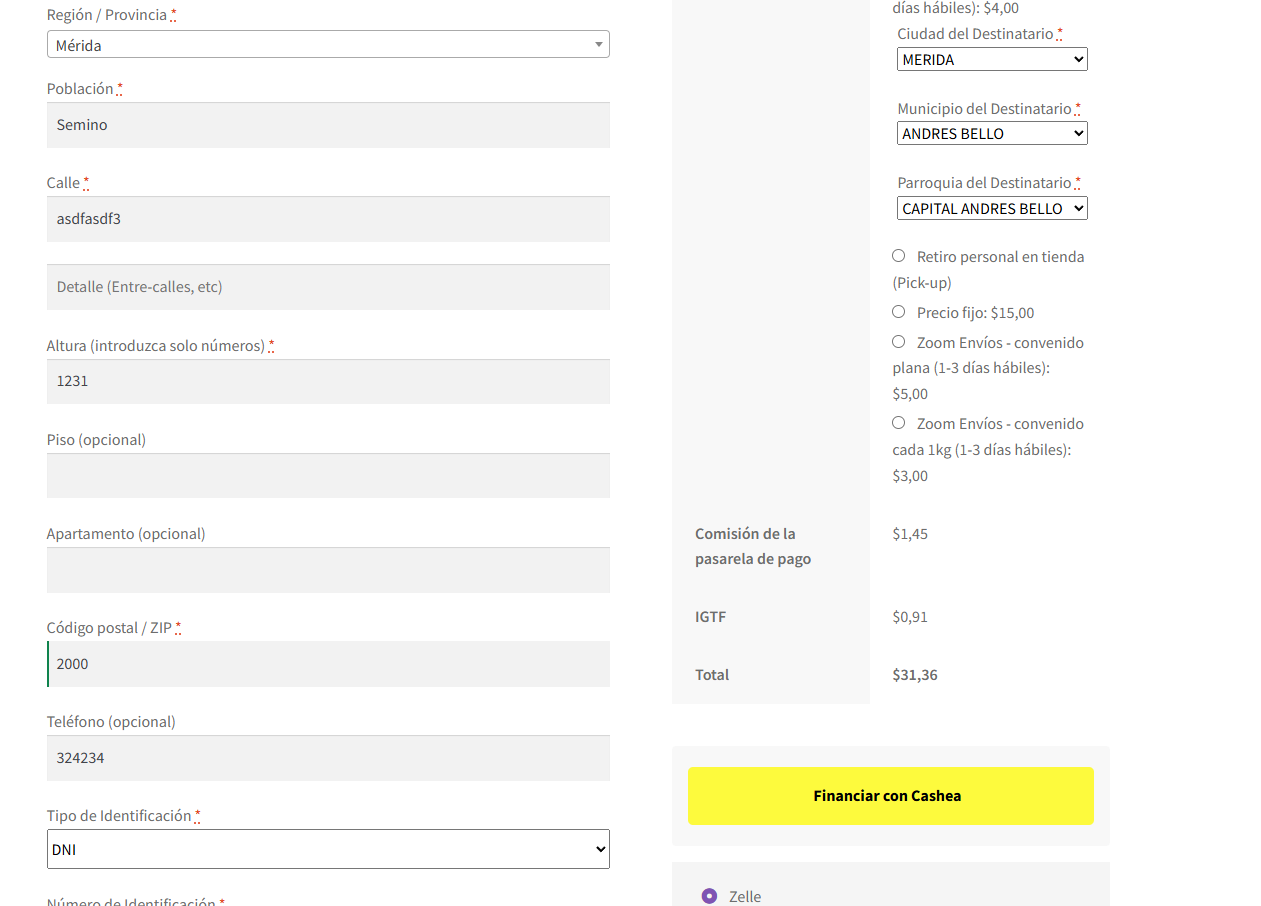 Región / Provincia *
Mérida
Población *
Semino
Calle *
asdfasdf3
Detalle (Entre-calles, etc)
Altura (introduzca solo números) *
1231
Piso (opcional)
Apartamento (opcional)
Código postal / ZIP *
2000
Teléfono (opcional)
324234
Tipo de Identificación *
DNI
Número de Identificación *
días hábiles): $4,00
Ciudad del Destinatario *
MERIDA
Municipio del Destinatario *
ANDRES BELLO
Parroquia del Destinatario *
CAPITAL ANDRES BELLO
Retiro personal en tienda
(Pick-up)
Precio fijo: $15,00
Zoom Envíos - convenido
plana (1-3 días hábiles):
$5,00
Zoom Envíos - convenido
cada 1kg (1-3 días hábiles):
$3,00
Comisión de la
pasarela de pago
$1,45
IGTF
$0,91
Total
$31,36
Financiar con Cashea
Zelle